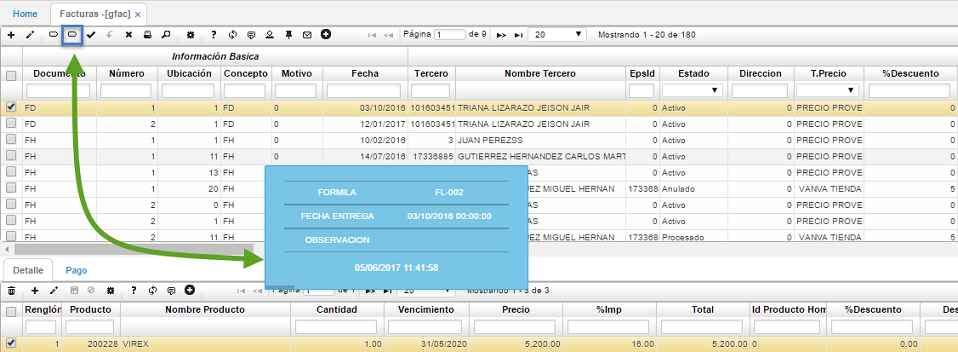 Home Facturas -[gfac] x
Página 1 de 9 20 Mostrando 1 - 20 de 180
Información Basica
Documento Número Ubicación Concepto Motivo Fecha Tercero Nombre Tercero EpsId Estado Direccion T.Precio %Descuento
FD 1 1 FD 0 03/10/2016 101603451 TRIANA LIZARAZO JEISON JAIR 0 Activo 0 PRECIO PROVE 0
FD 2 1 FD 0 12/01/2017 101603451 TRIANA LIZARAZO JEISON JAIR 0 Activo 0 PRECIO PROVE 0
FH 1 1 FH 0 10/02/2016 3 JUAN PEREZSS 0 Activo 0 PRECIO PROVE 0
FH 1 11 FH 0 14/07/2016 17336885 GUTIERREZ HERNANDEZ CARLOS MART 0 Activo 0 PRECIO PROVE 0
FH 1 13 FH AS 0 Activo 0 PRECIO PROVE 0
FH 1 20 FH EZ MIGUEL HERNAN 173368 Anulado 0 VANVA TIENDA 5
FH 2 0 FH AS 0 Activo 0 PRECIO PROVE 0
FH 2 1 FH AS 0 Activo 0 PRECIO PROVE 0
FH 2 11 FH EZ MIGUEL HERNAN 173368 Procesado 0 VANVA TIENDA 5
FORMILA FL-002
FECHA ENTREGA 03/10/2016 00:00:00
OBSERVACION
05/06/2017 11:41:58
Detalle Pago
Página 1 de 1 20 Mostrando 1 - 3 de 3
Renglón Producto Nombre Producto Cantidad Vencimiento Precio %Imp Total Id Producto Hom %Descuento Des
1 200228 VIREX 1.00 31/05/2020 5,200.00 16.00 5,200.00 0 0.00